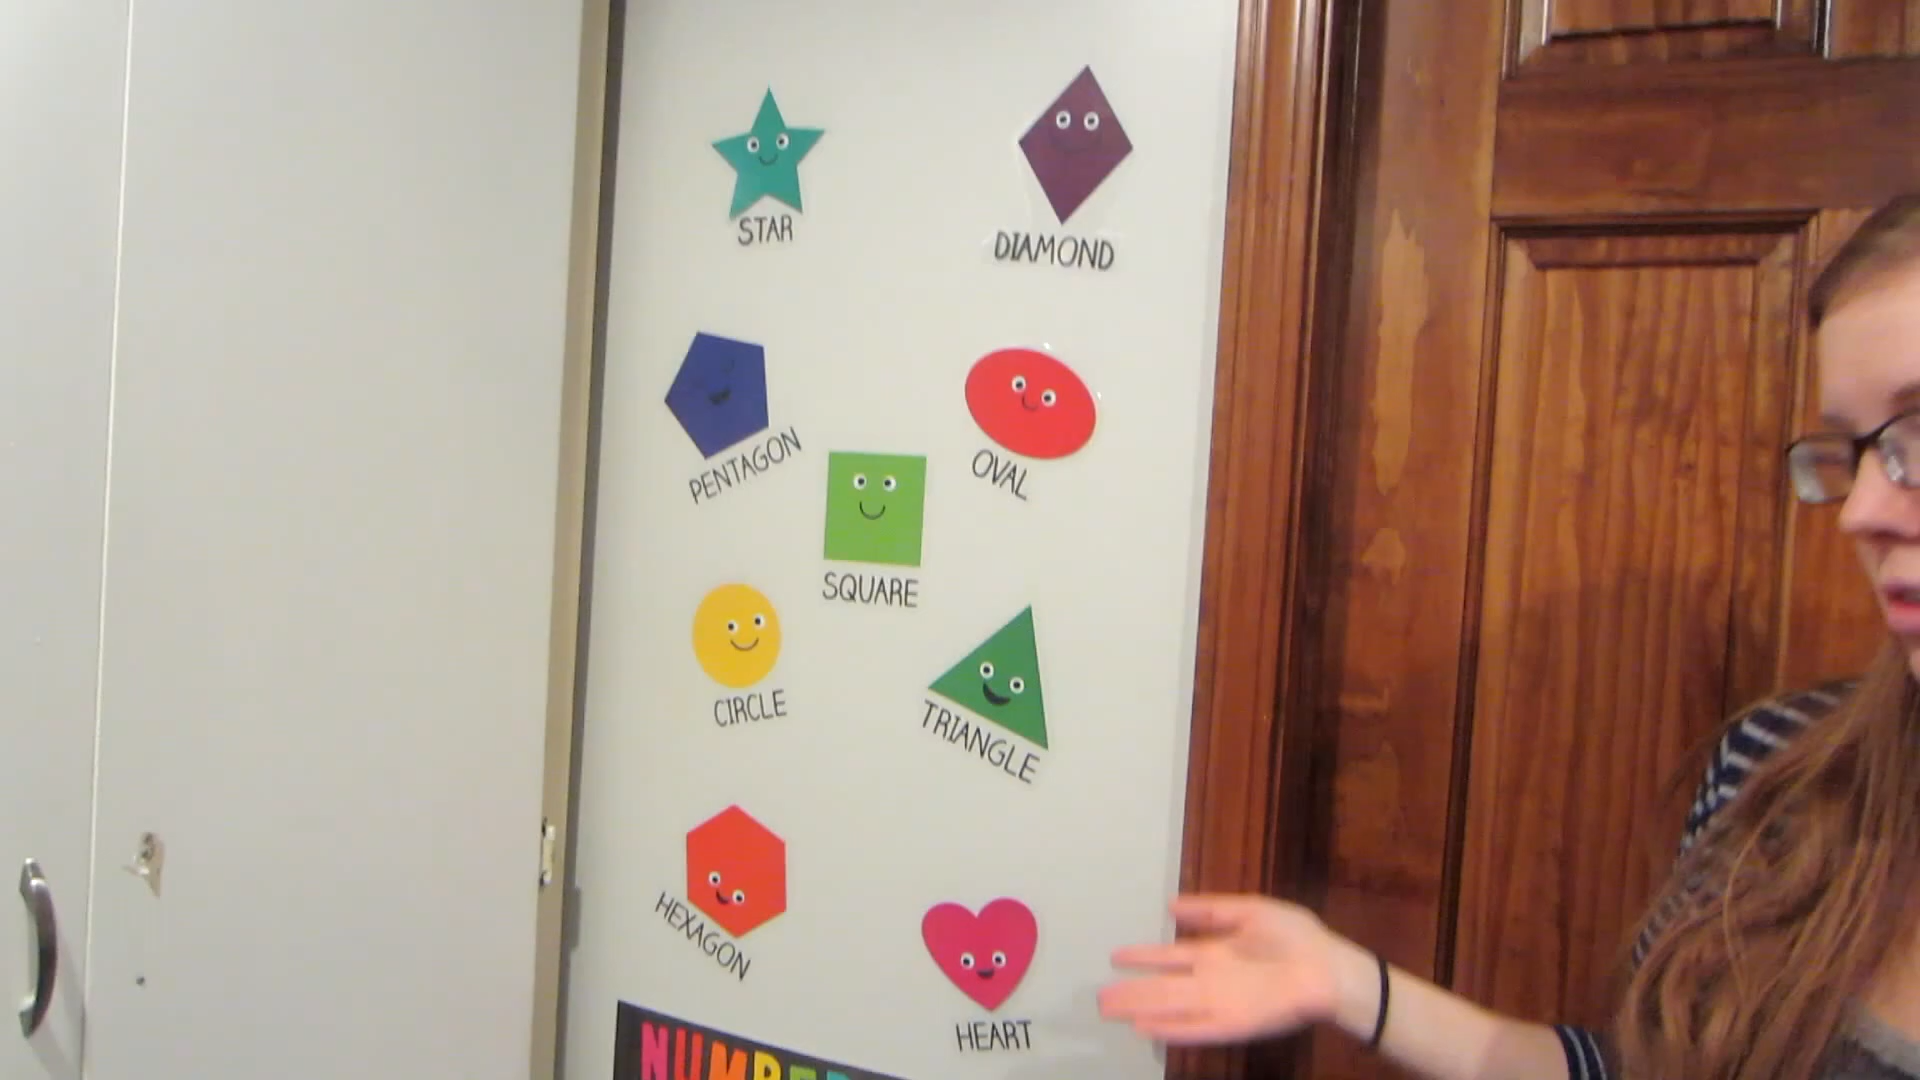 STAR
DIAMOND
PENTAGON
OVAL
SQUARE
CIRCLE
TRIANGLE
HEXAGON
HEART